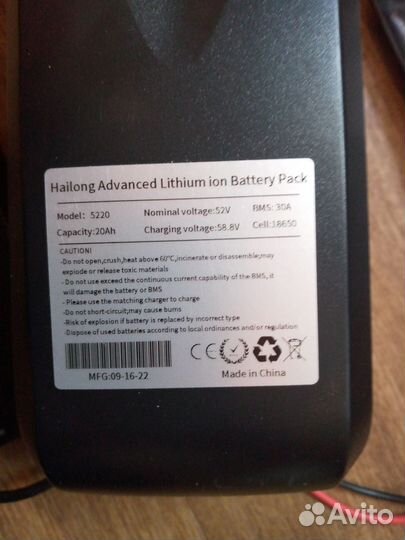 Hailong Advanced Lithium ion Battery Pack
Model: 5220 Nominal voltage:52V BMS: 30A
Capacity:20Ah Charging voltage:58.8V Cell:18650
CAUTION!
-Do not open,crush,heat above 60°C,incinerate or disassemble;may
explode or release toxic materials
-Do not use exceed the continuous current capability of the BMS, it
will damage the battery or BMS
- Please use the matching charger to charge
-Do not short-circuit;may cause burns
-Risk of explosion if battery is replaced by incorrect type
-Dispose of used batteries according to local ordinances and/or regulation
MFG:09-16-22
CE
Made in China
Avito